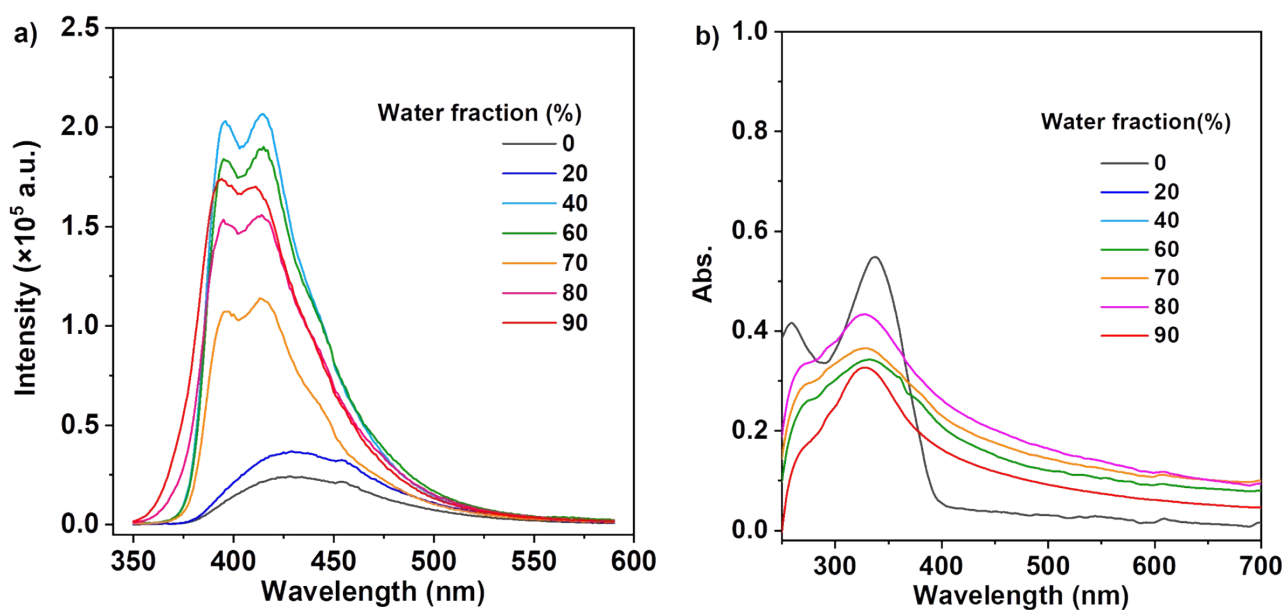 a)
2.5
2.0
1.5
1.0
0.5
0.0
Intensity (×10⁵ a.u.)
Water fraction (%)
0
20
40
60
70
80
90
350 400 450 500 550 600
Wavelength (nm)
b)
1.0
0.8
0.6
0.4
0.2
0.0
Abs.
Water fraction(%)
0
20
40
60
70
80
90
300 400 500 600 700
Wavelength (nm)